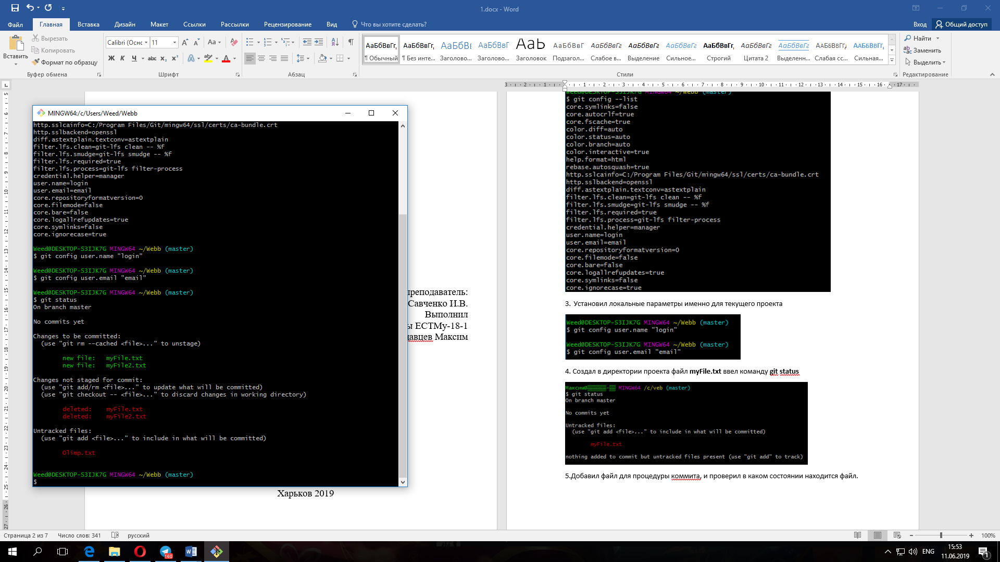 1.docx - Word
Файл Главная Вставка Дизайн Макет Ссылки Рассылки Рецензирование Вид Что вы хотите сделать? Вход Общий доступ
Вставить
Вырезать
Копировать
Формат по образцу
Буфер обмена
Calibri (Оснс 11
Шрифт
Абзац
АаБбВвГг, АаБбВвГг, АаБбВı АаБбВвГ АаБ АаБбВвГ АаБбВвГг АаБбВвГг АаБбВвГг АаБбВвГг, АаБбВвГг АаБбВвГг ААББВВГГ, ААББВВГГ,
¶ Обычный ¶ Без инте... Заголово... Заголово... Заголовок Подзагол... Слабое в... Выделение Сильное... Строгий Цитата 2 Выделенн... Слабая сс... Сильная...
Стили
Найти
Заменить
Выделить
Редактирование
MINGW64:/c/Users/Weed/Webb
http.sslcainfo=C:/Program Files/Git/mingw64/ssl/certs/ca-bundle.crt
http.sslbackend=openssl
diff.astextplain.textconv=astextplain
filter.lfs.clean=git-lfs clean -- %f
filter.lfs.smudge=git-lfs smudge -- %f
filter.lfs.required=true
filter.lfs.process=git-lfs filter-process
credential.helper=manager
user.name=login
user.email=email
core.repositoryformatversion=0
core.filemode=false
core.bare=false
core.logallrefupdates=true
core.symlinks=false
core.ignorecase=true
Weed@DESKTOP-S3IJK7G MINGW64 ~/Webb (master)
$ git config user.name "login"
Weed@DESKTOP-S3IJK7G MINGW64 ~/Webb (master)
$ git config user.email "email"
Weed@DESKTOP-S3IJK7G MINGW64 ~/Webb (master)
$ git status
On branch master
No commits yet
Changes to be committed:
(use "git rm --cached <file>..." to unstage)
new file: myFile.txt
new file: myFile2.txt
Changes not staged for commit:
(use "git add/rm <file>..." to update what will be committed)
(use "git checkout -- <file>..." to discard changes in working directory)
deleted: myFile.txt
deleted: myFile2.txt
Untracked files:
(use "git add <file>..." to include in what will be committed)
Olimp.txt
Weed@DESKTOP-S3IJK7G MINGW64 ~/Webb (master)
$
преподаватель:
Савченко И.В.
Выполнил
ы ЕСТМу-18-1
давцев Максим
Харьков 2019
Weed@DESKTOP-S3IJK7G MINGW64 ~/Webb (master)
$ git config --list
core.symlinks=false
core.autocrlf=true
core.fscache=true
color.diff=auto
color.status=auto
color.branch=auto
color.interactive=true
help.format=html
rebase.autosquash=true
http.sslcainfo=C:/Program Files/Git/mingw64/ssl/certs/ca-bundle.crt
http.sslbackend=openssl
diff.astextplain.textconv=astextplain
filter.lfs.clean=git-lfs clean -- %f
filter.lfs.smudge=git-lfs smudge -- %f
filter.lfs.required=true
filter.lfs.process=git-lfs filter-process
credential.helper=manager
user.name=login
user.email=email
core.repositoryformatversion=0
core.filemode=false
core.bare=false
core.logallrefupdates=true
core.symlinks=false
core.ignorecase=true
3. Установил локальные параметры именно для текущего проекта
Weed@DESKTOP-S3IJK7G MINGW64 ~/Webb (master)
$ git config user.name "login"
Weed@DESKTOP-S3IJK7G MINGW64 ~/Webb (master)
$ git config user.email "email"
4. Создал в директории проекта файл myFile.txt ввел команду git status
Максим@ MINGW64 /c/veb (master)
$ git status
On branch master
No commits yet
Untracked files:
(use "git add <file>..." to include in what will be committed)
myFile.txt
nothing added to commit but untracked files present (use "git add" to track)
5.Добавил файл для процедуры коммита, и проверил в каком состоянии находится файл.
Страница 2 из 7 Число слов: 341 русский 100%
160
ENG
15:53
11.06.2019
1